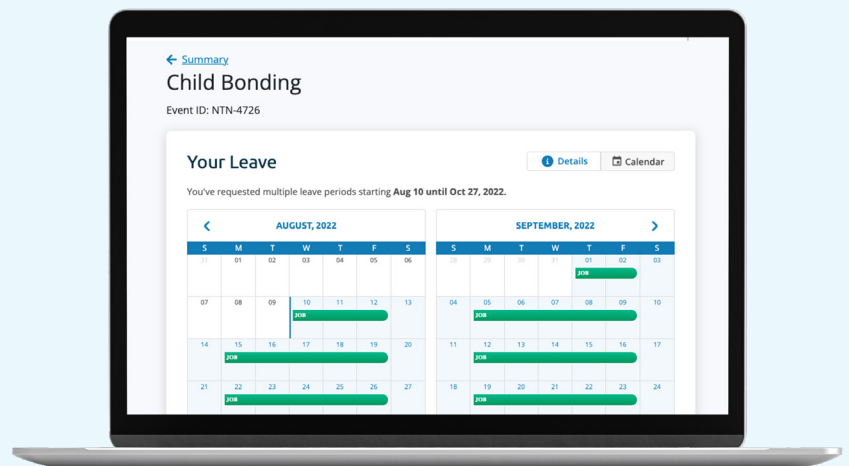 Summary
Child Bonding
Event ID: NTN-4726
Your Leave
Details
Calendar
You've requested multiple leave periods starting Aug 10 until Oct 27, 2022.
AUGUST, 2022
S M T W T F S
31 01 02 03 04 05 06
07 08 09 10 11 12 13
JOB
14 15 16 17 18 19 20
JOB
21 22 23 24 25 26 27
JOB
SEPTEMBER, 2022
S M T W T F S
28 29 30 31 01 02 03
JOB
04 05 06 07 08 09 10
JOB
11 12 13 14 15 16 17
JOB
18 19 20 21 22 23 24
JOB